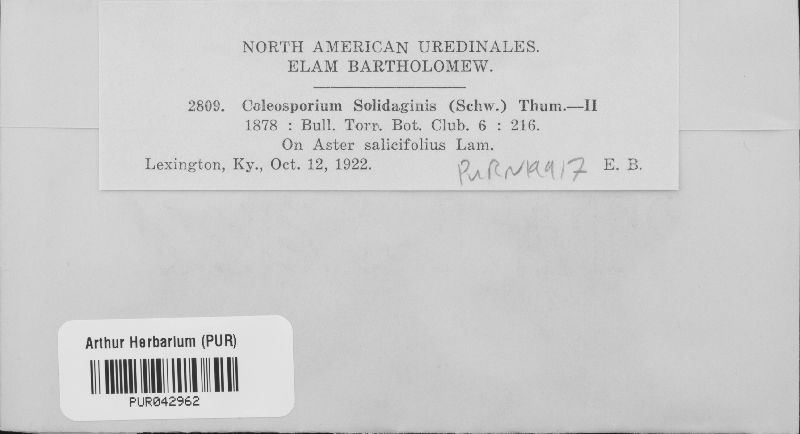 NORTH AMERICAN UREDINALES.
ELAM BARTHOLOMEW.
2809. Coleosporium Solidaginis (Schw.) Thum.—II
1878 : Bull. Torr. Bot. Club. 6 : 216.
On Aster salicifolius Lam.
Lexington, Ky., Oct. 12, 1922. PURN19917 E. B.
Arthur Herbarium (PUR)
PUR042962